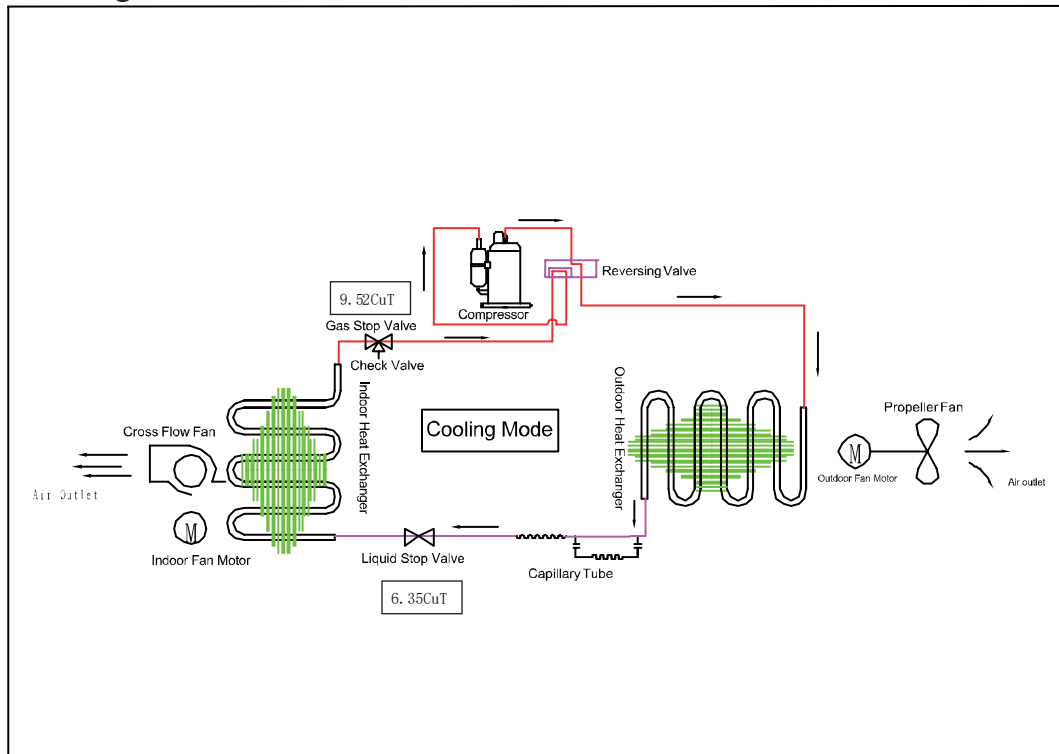 Reversing Valve
Compressor
9.52CuT
Gas Stop Valve
Check Valve
Indoor Heat Exchanger
Outdoor Heat Exchanger
Cooling Mode
Cross Flow Fan
Air Outlet
M
Indoor Fan Motor
Propeller Fan
M
Outdoor Fan Motor
Air outlet
Liquid Stop Valve
Capillary Tube
6.35CuT